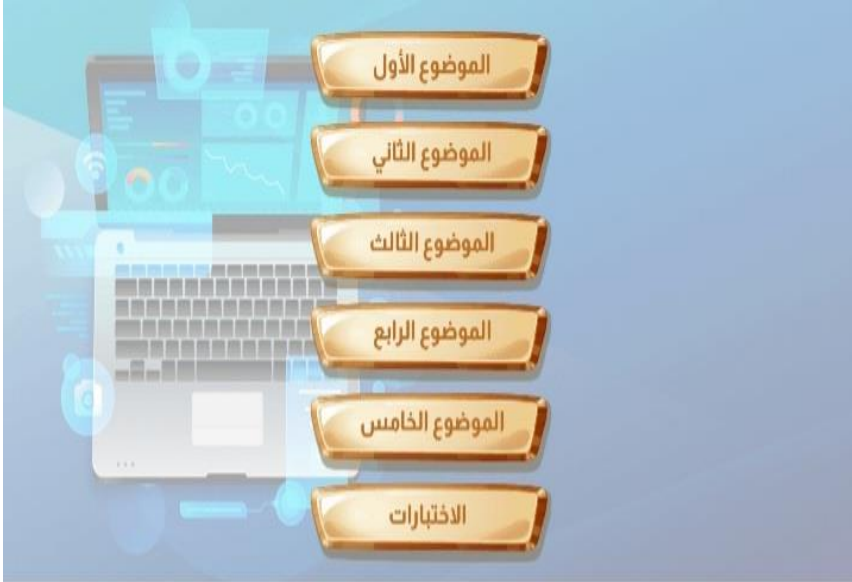 الموضوع الأول
الموضوع الثاني
الموضوع الثالث
الموضوع الرابع
الموضوع الخامس
الاختبارات